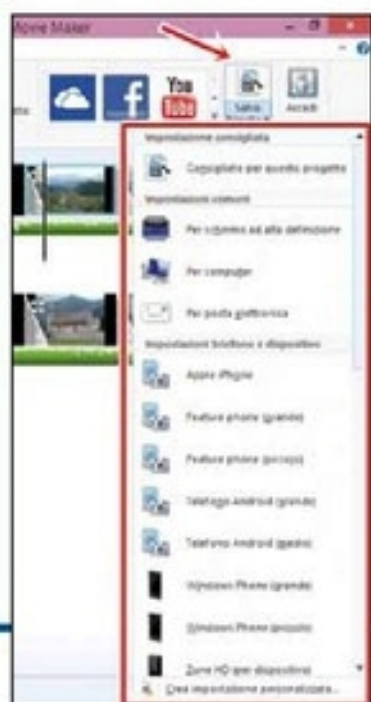 Movie Maker
You
Tube
Salva
Accedi
Impostazione consigliata
Consigliate per questo progetto
Impostazioni comuni
Per schermo ad alta definizione
Per computer
Per posta elettronica
Impostazioni telefono e dispositivo
Apple iPhone
Feature phone (grande)
Feature phone (piccolo)
Telefono Android (grande)
Telefono Android (medio)
Windows Phone (grande)
Windows Phone (piccolo)
Zune HD (per dispositivo)
Crea impostazione personalizzata...